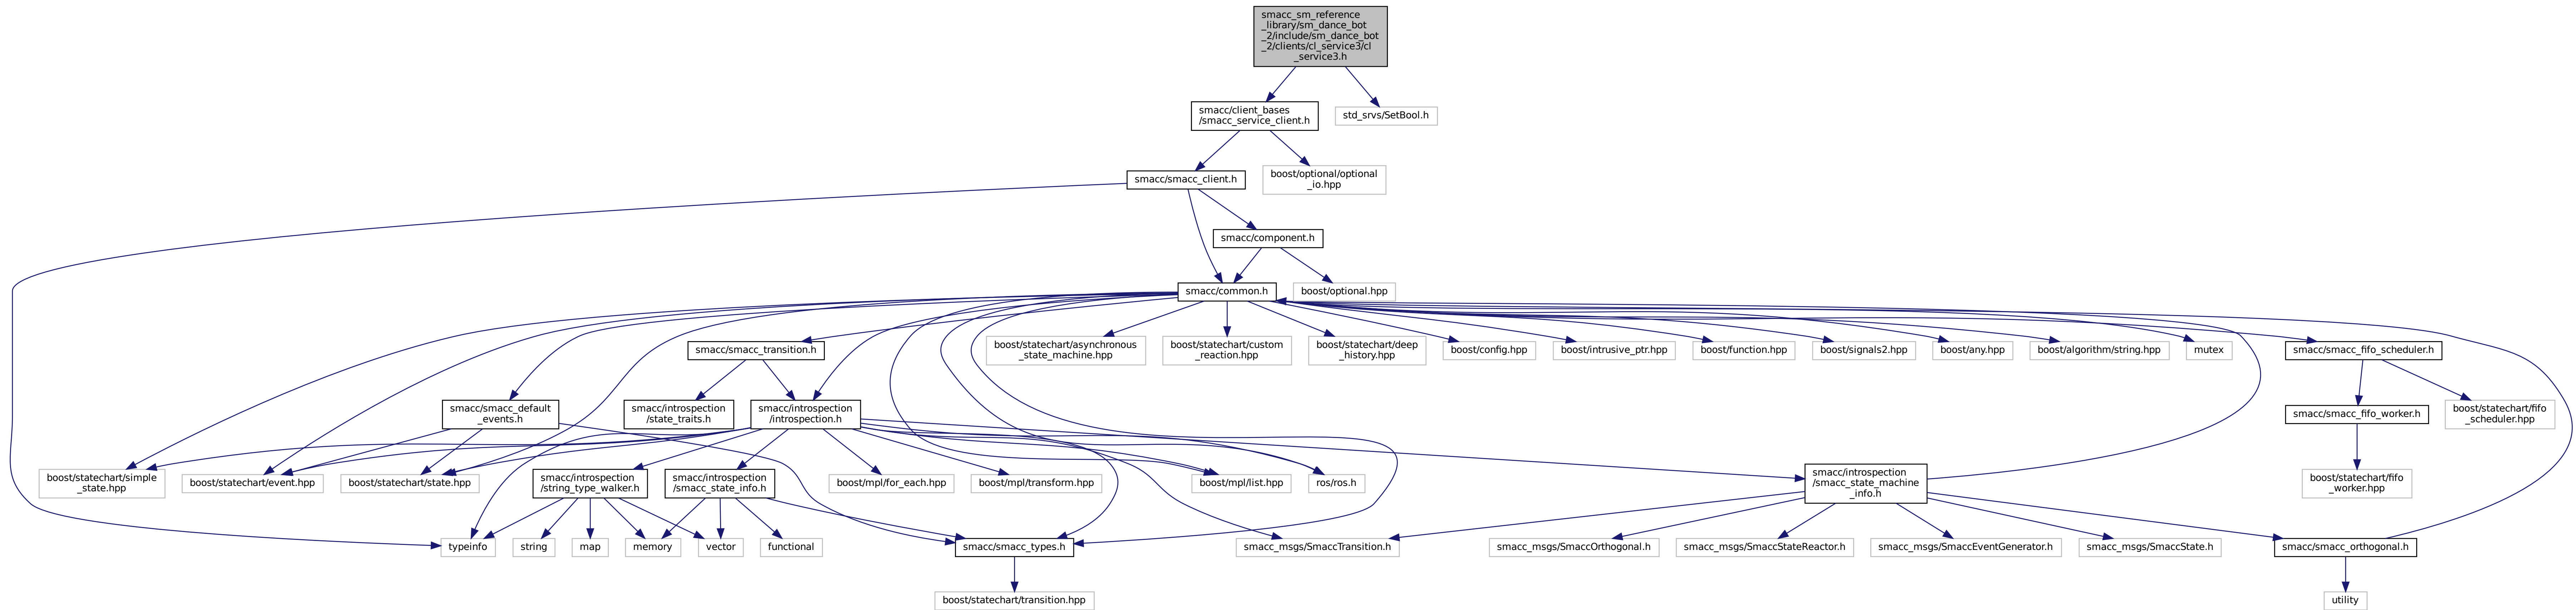 smacc_sm_reference
_library/sm_dance_bot
_2/include/sm_dance_bot
_2/clients/cl_service3/cl
_service3.h
smacc/client_bases
/smacc_service_client.h
std_srvs/SetBool.h
smacc/smacc_client.h
boost/optional/optional
_io.hpp
smacc/component.h
smacc/common.h
boost/optional.hpp
smacc/smacc_transition.h
boost/statechart/asynchronous
_state_machine.hpp
boost/statechart/custom
_reaction.hpp
boost/statechart/deep
_history.hpp
boost/config.hpp
boost/intrusive_ptr.hpp
boost/function.hpp
boost/signals2.hpp
boost/any.hpp
boost/algorithm/string.hpp
mutex
smacc/smacc_fifo_scheduler.h
smacc/smacc_default
_events.h
smacc/introspection
/state_traits.h
smacc/introspection
/introspection.h
smacc/smacc_fifo_worker.h
boost/statechart/fifo
_scheduler.hpp
boost/statechart/simple
_state.hpp
boost/statechart/event.hpp
boost/statechart/state.hpp
smacc/introspection
/string_type_walker.h
smacc/introspection
/smacc_state_info.h
boost/mpl/for_each.hpp
boost/mpl/transform.hpp
boost/mpl/list.hpp
ros/ros.h
smacc/introspection
/smacc_state_machine
_info.h
boost/statechart/fifo
_worker.hpp
typeinfo
string
map
memory
vector
functional
smacc/smacc_types.h
smacc_msgs/SmaccTransition.h
smacc_msgs/SmaccOrthogonal.h
smacc_msgs/SmaccStateReactor.h
smacc_msgs/SmaccEventGenerator.h
smacc_msgs/SmaccState.h
smacc/smacc_orthogonal.h
boost/statechart/transition.hpp
utility